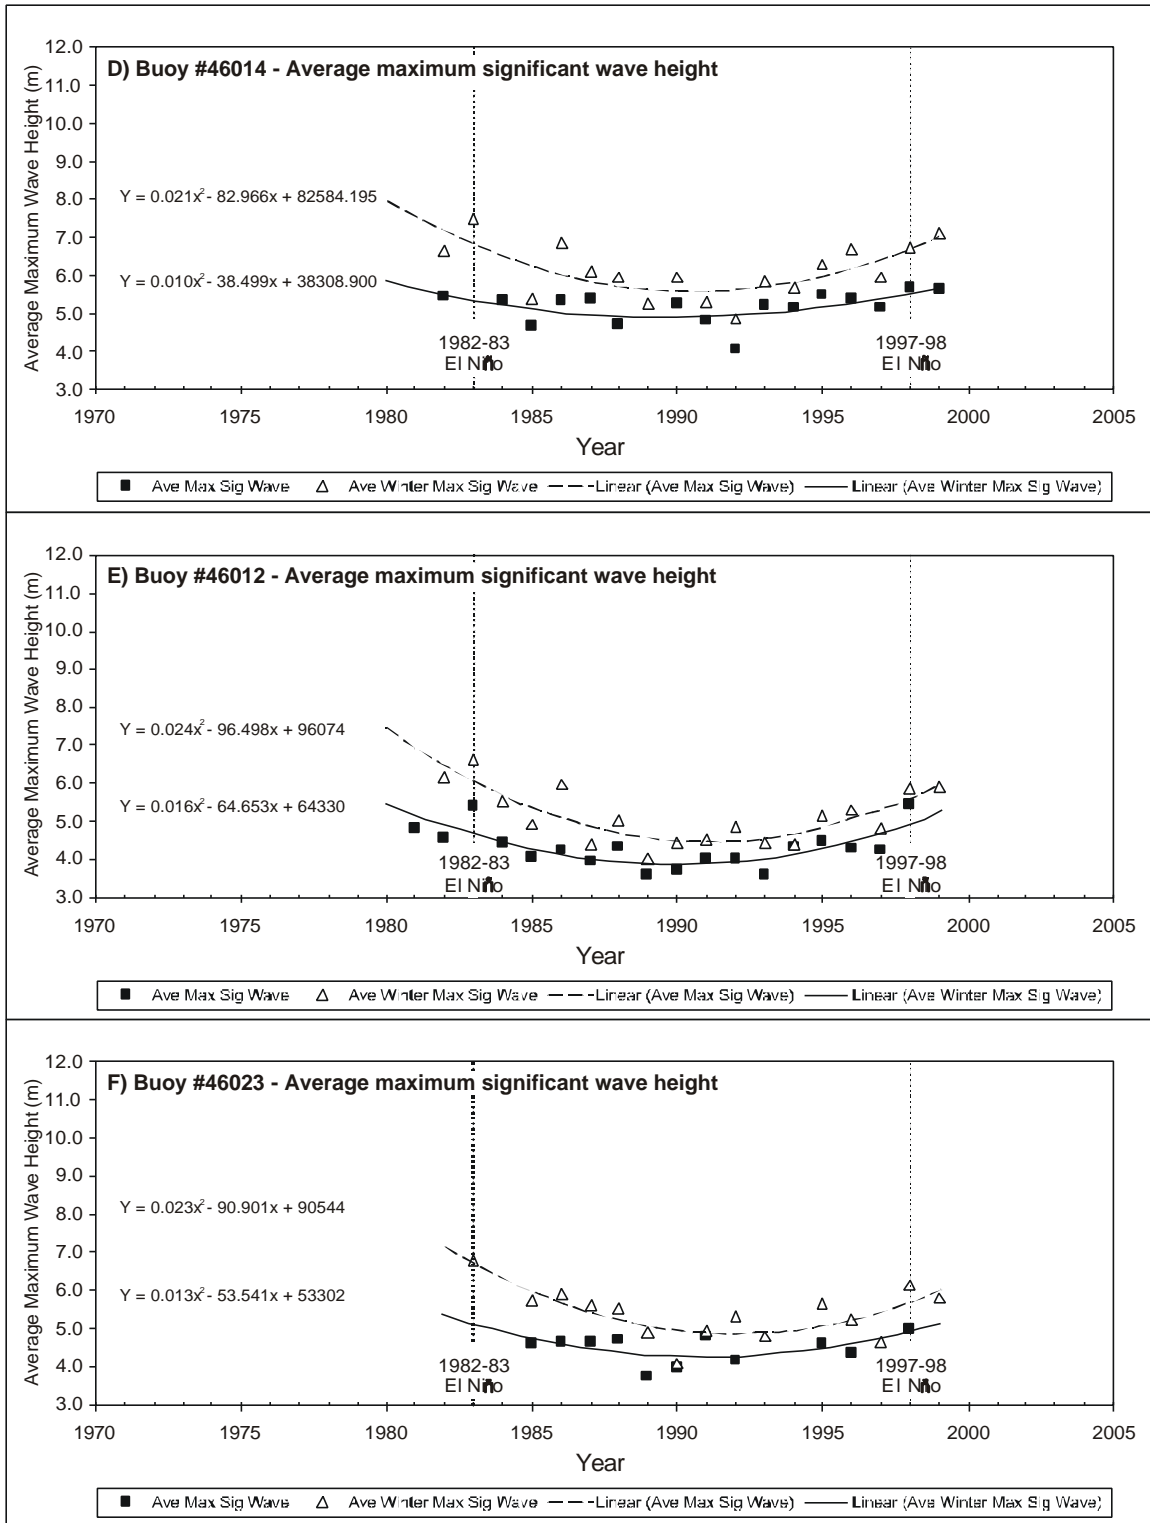 D) Buoy #46014 - Average maximum significant wave height
Average Maximum Wave Height (m)
12.0
11.0
10.0
9.0
8.0
7.0
6.0
5.0
4.0
3.0
Y = 0.021x² - 82.966x + 82584.195
Y = 0.010x² - 38.499x + 38308.900
1982-83
El Niño
1997-98
El Niño
1970 1975 1980 1985 1990 1995 2000 2005
Year
Ave Max Sig Wave Ave Winter Max Sig Wave Linear (Ave Max Sig Wave) Linear (Ave Winter Max Sig Wave)
E) Buoy #46012 - Average maximum significant wave height
Average Maximum Wave Height (m)
12.0
11.0
10.0
9.0
8.0
7.0
6.0
5.0
4.0
3.0
Y = 0.024x² - 96.498x + 96074
Y = 0.016x² - 64.653x + 64330
1982-83
El Niño
1997-98
El Niño
1970 1975 1980 1985 1990 1995 2000 2005
Year
Ave Max Sig Wave Ave Winter Max Sig Wave Linear (Ave Max Sig Wave) Linear (Ave Winter Max Sig Wave)
F) Buoy #46023 - Average maximum significant wave height
Average Maximum Wave Height (m)
12.0
11.0
10.0
9.0
8.0
7.0
6.0
5.0
4.0
3.0
Y = 0.023x² - 90.901x + 90544
Y = 0.013x² - 53.541x + 53302
1982-83
El Niño
1997-98
El Niño
1970 1975 1980 1985 1990 1995 2000 2005
Year
Ave Max Sig Wave Ave Winter Max Sig Wave Linear (Ave Max Sig Wave) Linear (Ave Winter Max Sig Wave)